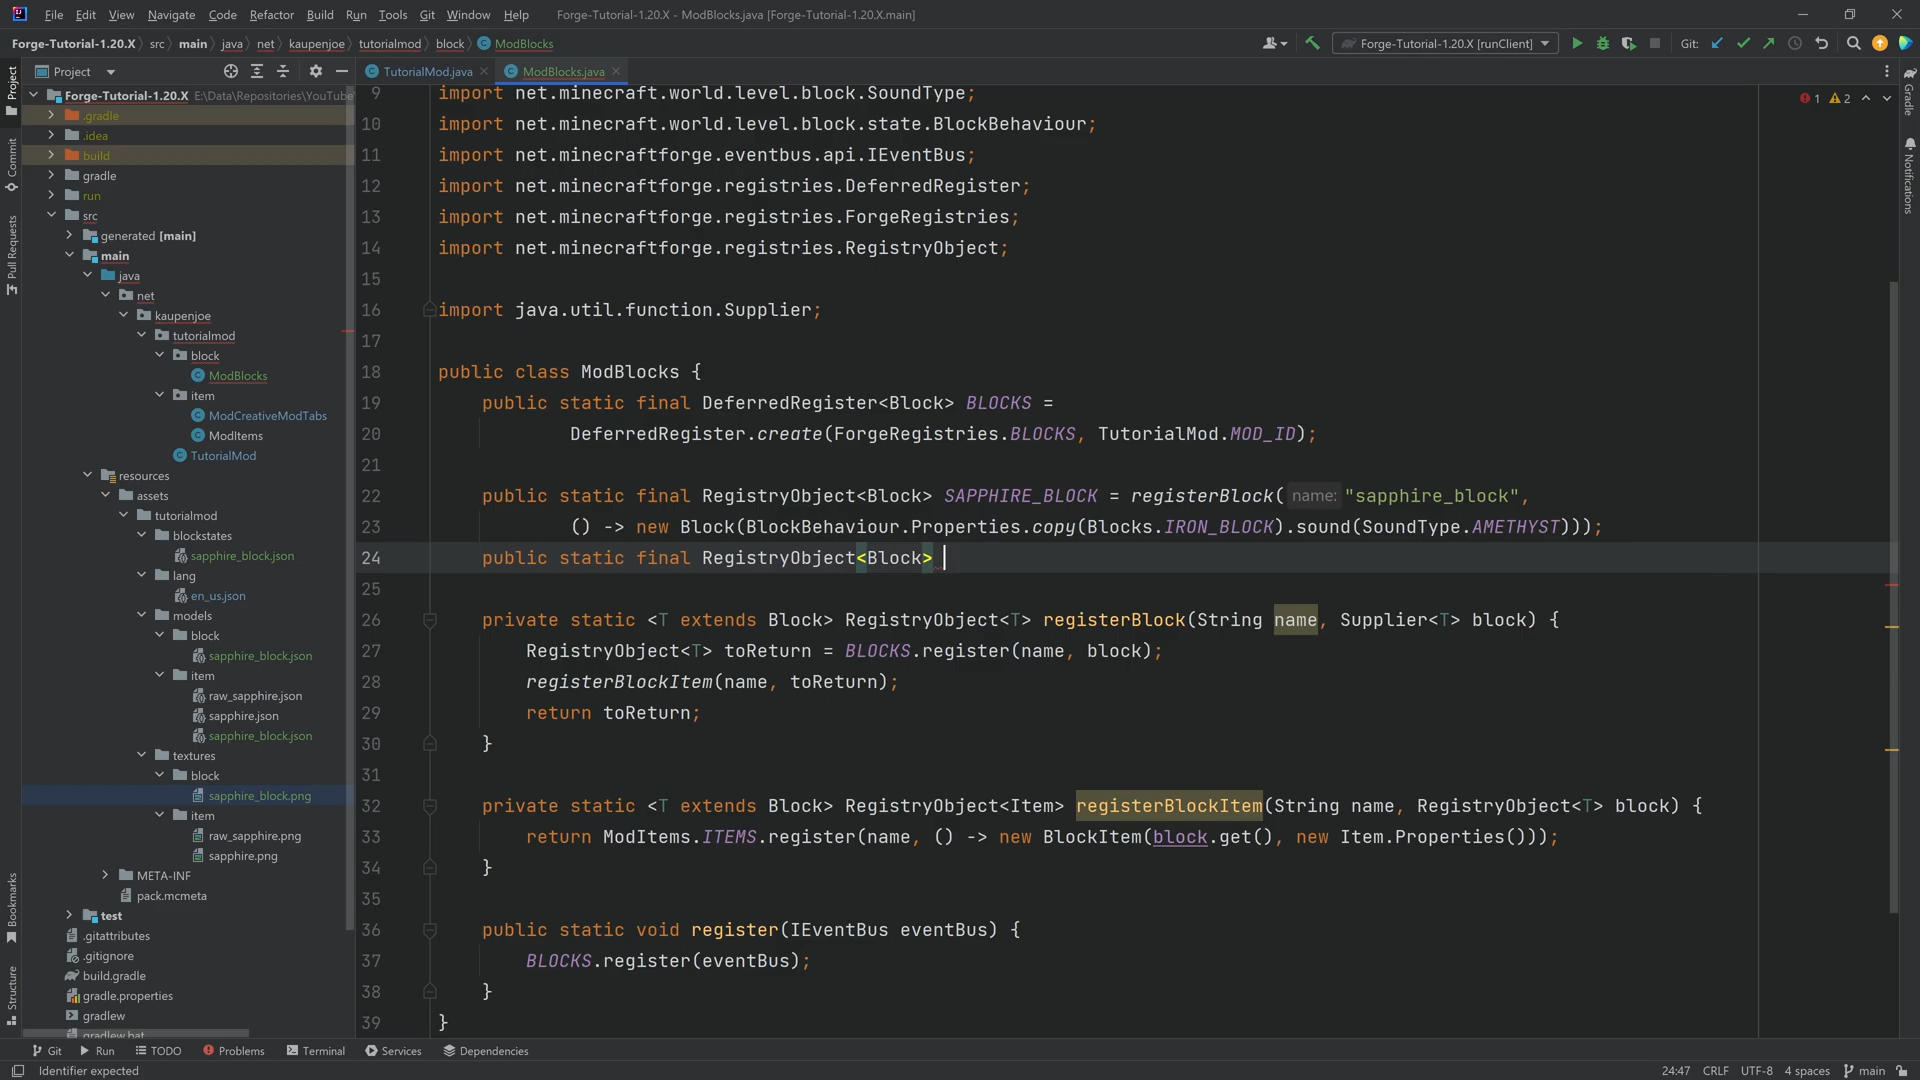 File Edit View Navigate Code Refactor Build Run Tools Git Window Help Forge-Tutorial-1.20.X - ModBlocks.java [Forge-Tutorial-1.20.X.main]
Forge-Tutorial-1.20.X src main java net kaupenjoe tutorialmod block ModBlocks
Forge-Tutorial-1.20.X [runClient] Git:
Project
TutorialMod.java
ModBlocks.java
Project
Commit
Pull Requests
Bookmarks
Structure
Forge-Tutorial-1.20.X E:\Data\Repositories\YouTube
.gradle
.idea
build
gradle
run
src
generated [main]
main
java
net
kaupenjoe
tutorialmod
block
ModBlocks
item
ModCreativeModTabs
ModItems
TutorialMod
resources
assets
tutorialmod
blockstates
sapphire_block.json
lang
en_us.json
models
block
sapphire_block.json
item
raw_sapphire.json
sapphire.json
sapphire_block.json
textures
block
sapphire_block.png
item
raw_sapphire.png
sapphire.png
META-INF
pack.mcmeta
test
.gitattributes
.gitignore
build.gradle
gradle.properties
gradlew
gradlew.bat
9 import net.minecraft.world.level.block.SoundType;
10 import net.minecraft.world.level.block.state.BlockBehaviour;
11 import net.minecraftforge.eventbus.api.IEventBus;
12 import net.minecraftforge.registries.DeferredRegister;
13 import net.minecraftforge.registries.ForgeRegistries;
14 import net.minecraftforge.registries.RegistryObject;
15
16 import java.util.function.Supplier;
17
18 public class ModBlocks {
19 public static final DeferredRegister<Block> BLOCKS =
20 DeferredRegister.create(ForgeRegistries.BLOCKS, TutorialMod.MOD_ID);
21
22 public static final RegistryObject<Block> SAPPHIRE_BLOCK = registerBlock( name: "sapphire_block",
23 () -> new Block(BlockBehaviour.Properties.copy(Blocks.IRON_BLOCK).sound(SoundType.AMETHYST)));
24 public static final RegistryObject<Block>
25
26 private static <T extends Block> RegistryObject<T> registerBlock(String name, Supplier<T> block) {
27 RegistryObject<T> toReturn = BLOCKS.register(name, block);
28 registerBlockItem(name, toReturn);
29 return toReturn;
30 }
31
32 private static <T extends Block> RegistryObject<Item> registerBlockItem(String name, RegistryObject<T> block) {
33 return ModItems.ITEMS.register(name, () -> new BlockItem(block.get(), new Item.Properties()));
34 }
35
36 public static void register(IEventBus eventBus) {
37 BLOCKS.register(eventBus);
38 }
39 }
1 2
Gradle
Notifications
Git Run TODO Problems Terminal Services Dependencies
Identifier expected
24:47 CRLF UTF-8 4 spaces main